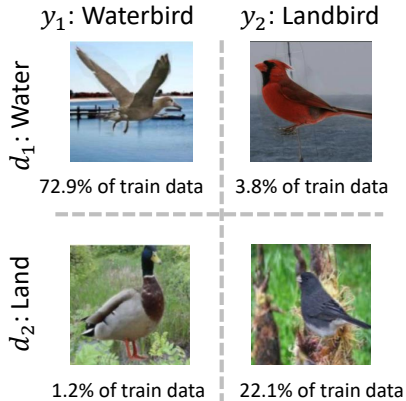 y₁: Waterbird
y₂: Landbird
d₁: Water
72.9% of train data
3.8% of train data
d₂: Land
1.2% of train data
22.1% of train data